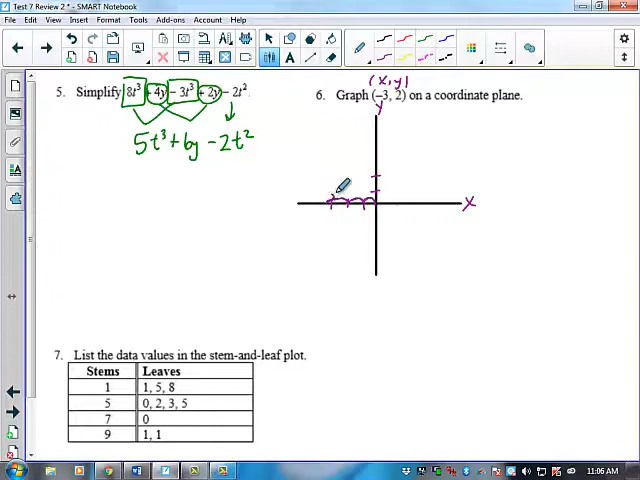 Test 7 Review 2 * - SMART Notebook
File Edit View Insert Format Tools Add-ons Account Help
5. Simplify 8t³ + 4y − 3t³ + 2y − 2t².
5t³ + 6y − 2t²
(x,y)
6. Graph (−3, 2) on a coordinate plane.
y
x
7. List the data values in the stem-and-leaf plot.
Stems Leaves
1 1, 5, 8
5 0, 2, 3, 5
7 0
9 1, 1
11:06 AM